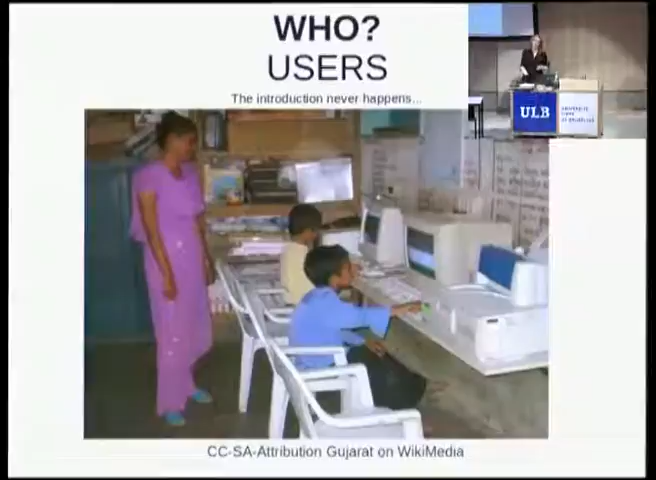 WHO?
USERS
The introduction never happens...
ULB
CC-SA-Attribution Gujarat on WikiMedia